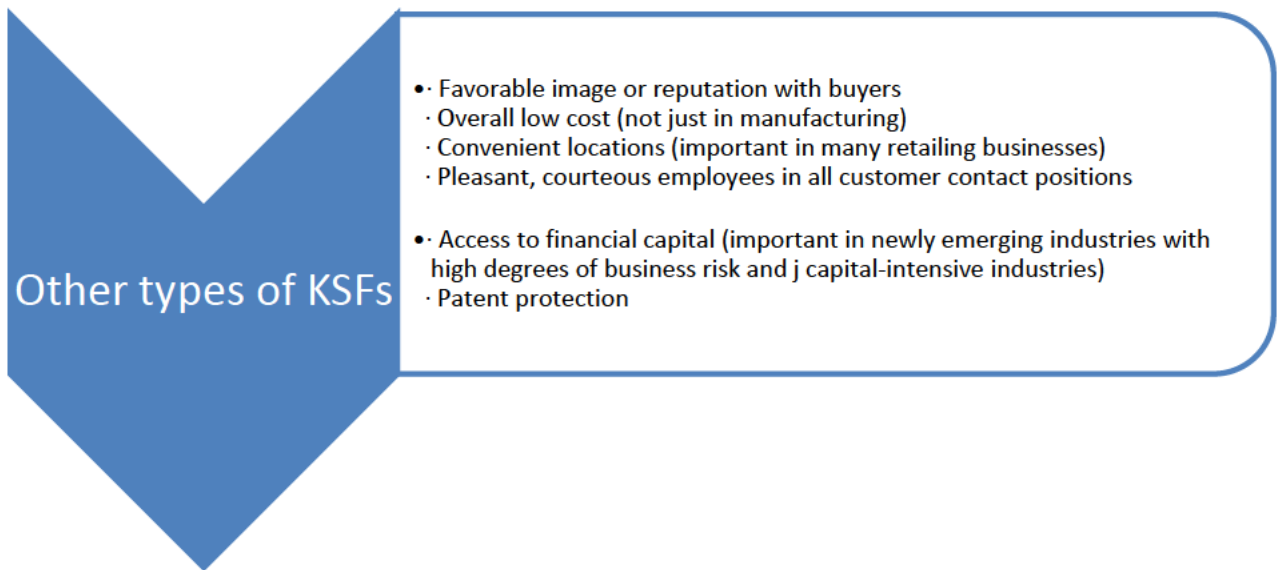 Other types of KSFs
•· Favorable image or reputation with buyers
· Overall low cost (not just in manufacturing)
· Convenient locations (important in many retailing businesses)
· Pleasant, courteous employees in all customer contact positions
•· Access to financial capital (important in newly emerging industries with
high degrees of business risk and j capital-intensive industries)
· Patent protection